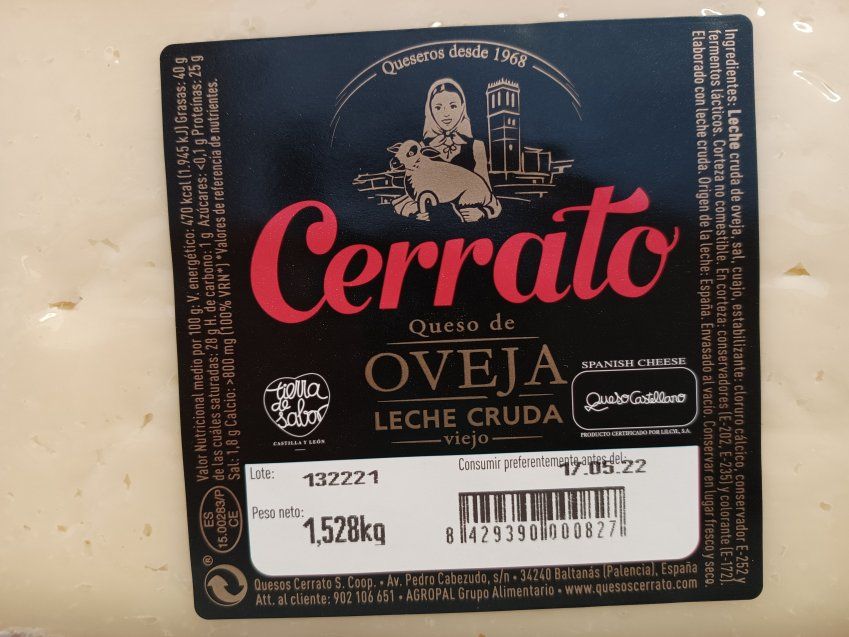 Queseros desde 1968
Cerrato
Queso de
OVEJA
LECHE CRUDA
viejo
tierra
de
sabor
CASTILLA Y LEÓN
SPANISH CHEESE
Queso Castellano
PRODUCTO CERTIFICADO POR I.H.CYL, S.A.
Lote: 132221
Consumir preferentemente antes del:
17.05.22
Peso neto: 1,528kg
8 429390 000827
Quesos Cerrato S. Coop. • Av. Pedro Cabezudo, s/n • 34240 Baltanás (Palencia), España
Att. al cliente: 902 106 651 • AGROPAL Grupo Alimentario • www.quesoscerrato.com
®
ES
15.00283/P
CE
Valor Nutricional medio por 100 g: V. energético: 470 kcal (1.945 kJ) Grasas: 40 g
de las cuáles saturadas: 28 g H. de carbono: 1 g Azúcares: <0,1 g Proteínas: 25 g
Sal: 1,8 g Calcio: >800 mg (100% VRN*) *Valores de referencia de nutrientes.
Ingredientes: Leche cruda de oveja, sal, cuajo, estabilizante: cloruro cálcico, conservador E-252 y
fermentos lácticos. Corteza no comestible. En corteza: conservadores (E-202, E-235) y colorante (E-172).
Elaborado con leche cruda. Origen de la leche: España. Envasado al vacío. Conservar en lugar fresco y seco.